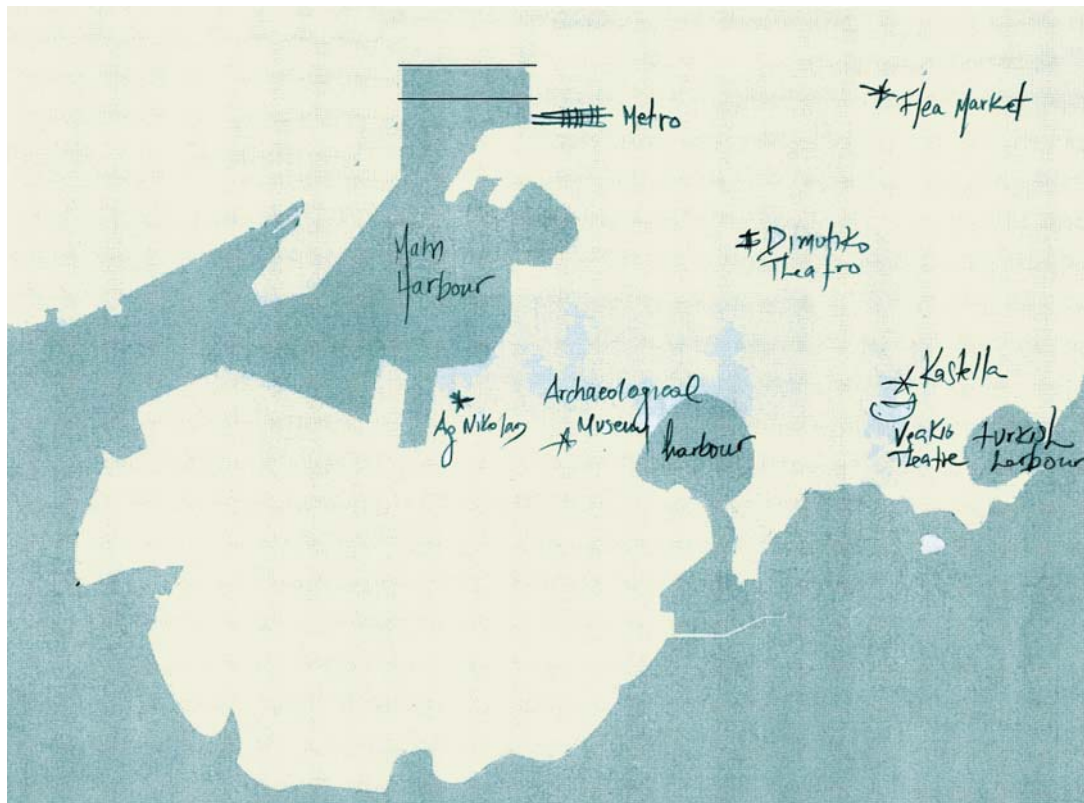 Flea Market
Metro
Dimotiko
Theatro
Main
Harbour
Kastella
Archaeological
Museum
Ag Nikolas
harbour
Veakio
Theatre
turkish
harbour